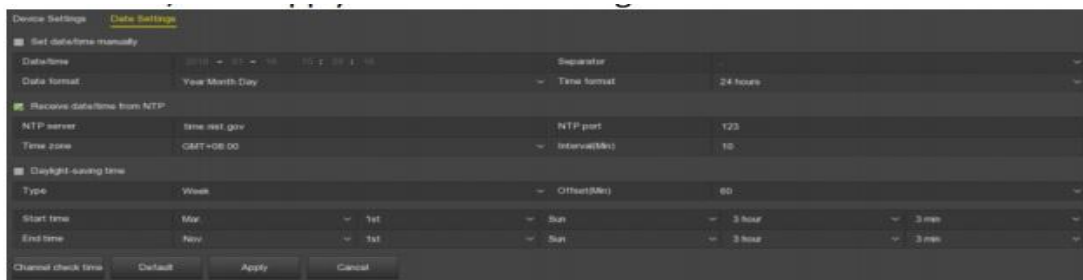 Device Settings Date Settings
Set date/time manually
Date/time Separator
Date format Year Month Day Time format 24 hours
Receive date/time from NTP
NTP server time.nist.gov NTP port 123
Time zone GMT+08:00 Interval(Min) 10
Daylight-saving time
Type Week Offset(Min) 60
Start time Mar. 1st Sun 3 hour 3 min
End time Nov. 1st Sun 3 hour 3 min
Channel check time Default Apply Cancel